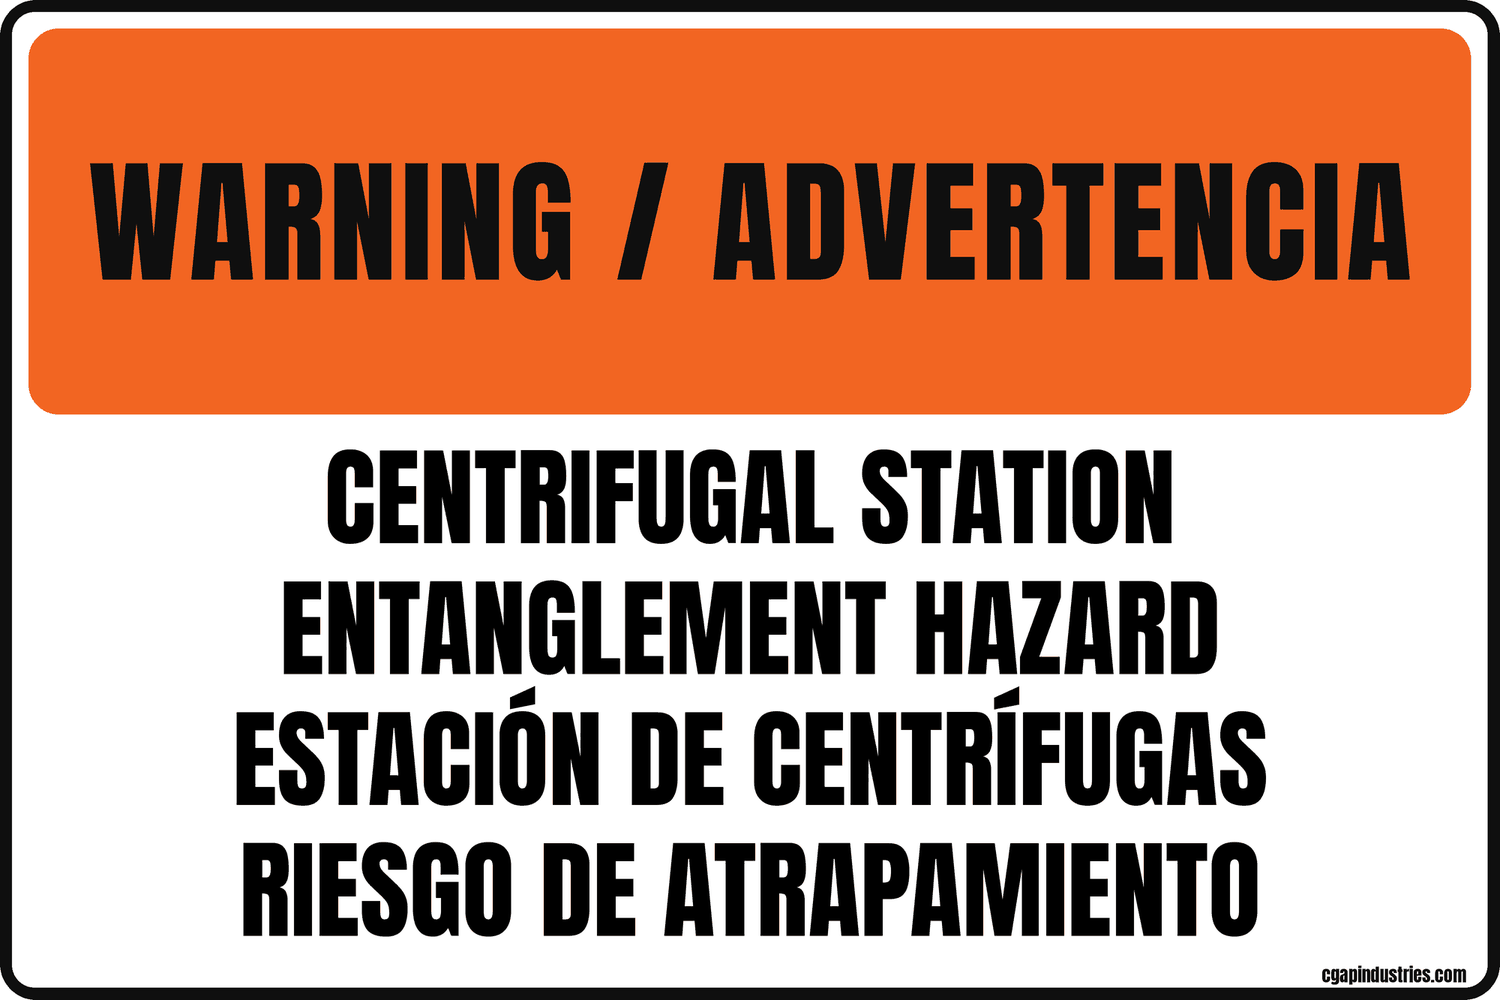 WARNING / ADVERTENCIA
CENTRIFUGAL STATION
ENTANGLEMENT HAZARD
ESTACIÓN DE CENTRÍFUGAS
RIESGO DE ATRAPAMIENTO
cgapindustries.com